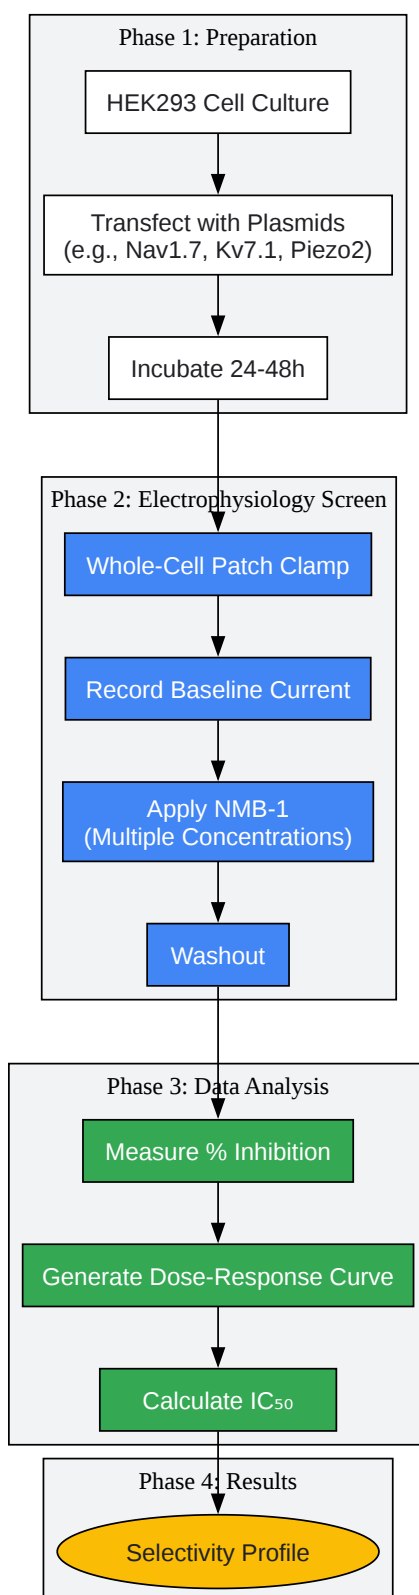 Phase 1: Preparation
HEK293 Cell Culture
Transfect with Plasmids
(e.g., Nav1.7, Kv7.1, Piezo2)
Incubate 24-48h
Phase 2: Electrophysiology Screen
Whole-Cell Patch Clamp
Record Baseline Current
Apply NMB-1
(Multiple Concentrations)
Washout
Phase 3: Data Analysis
Measure % Inhibition
Generate Dose-Response Curve
Calculate IC₅₀
Phase 4: Results
Selectivity Profile